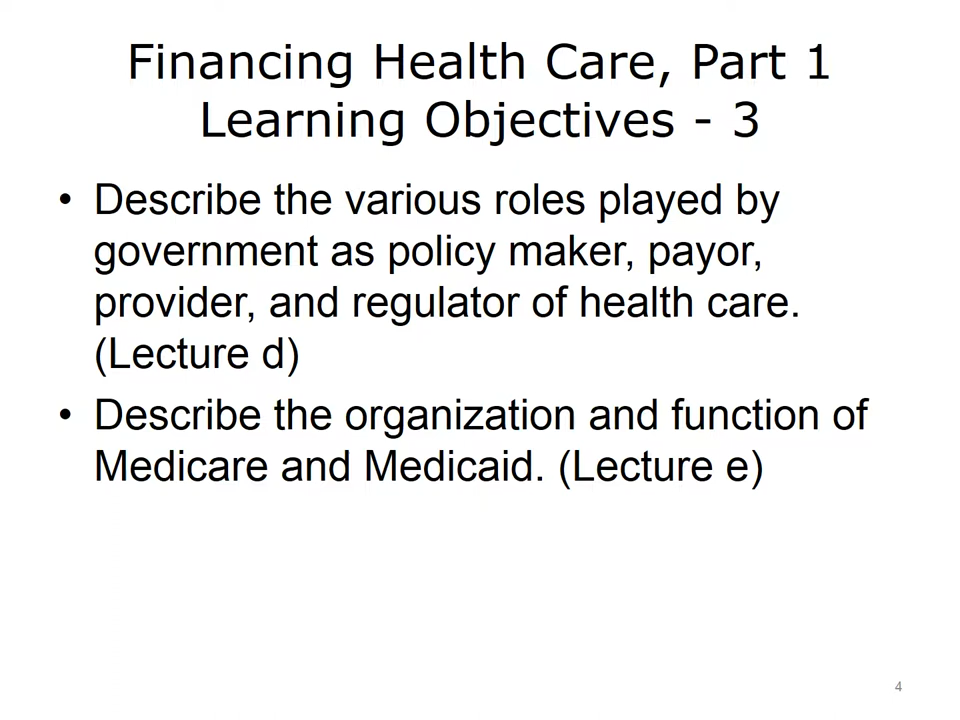 Financing Health Care, Part 1
Learning Objectives - 3
• Describe the various roles played by
government as policy maker, payor,
provider, and regulator of health care.
(Lecture d)
• Describe the organization and function of
Medicare and Medicaid. (Lecture e)
4